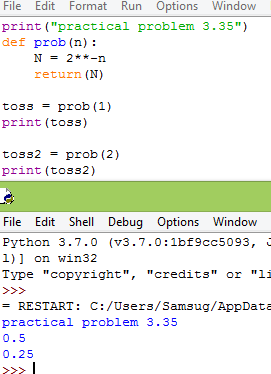 File Edit Format Run Options Window
print("practical problem 3.35")
def prob(n):
    N = 2**-n
    return(N)
toss = prob(1)
print(toss)
toss2 = prob(2)
print(toss2)
File Edit Shell Debug Options Window
Python 3.7.0 (v3.7.0:1bf9cc5093, J
1)] on win32
Type "copyright", "credits" or "li
>>>
= RESTART: C:/Users/Samsug/AppData
practical problem 3.35
0.5
0.25
>>>